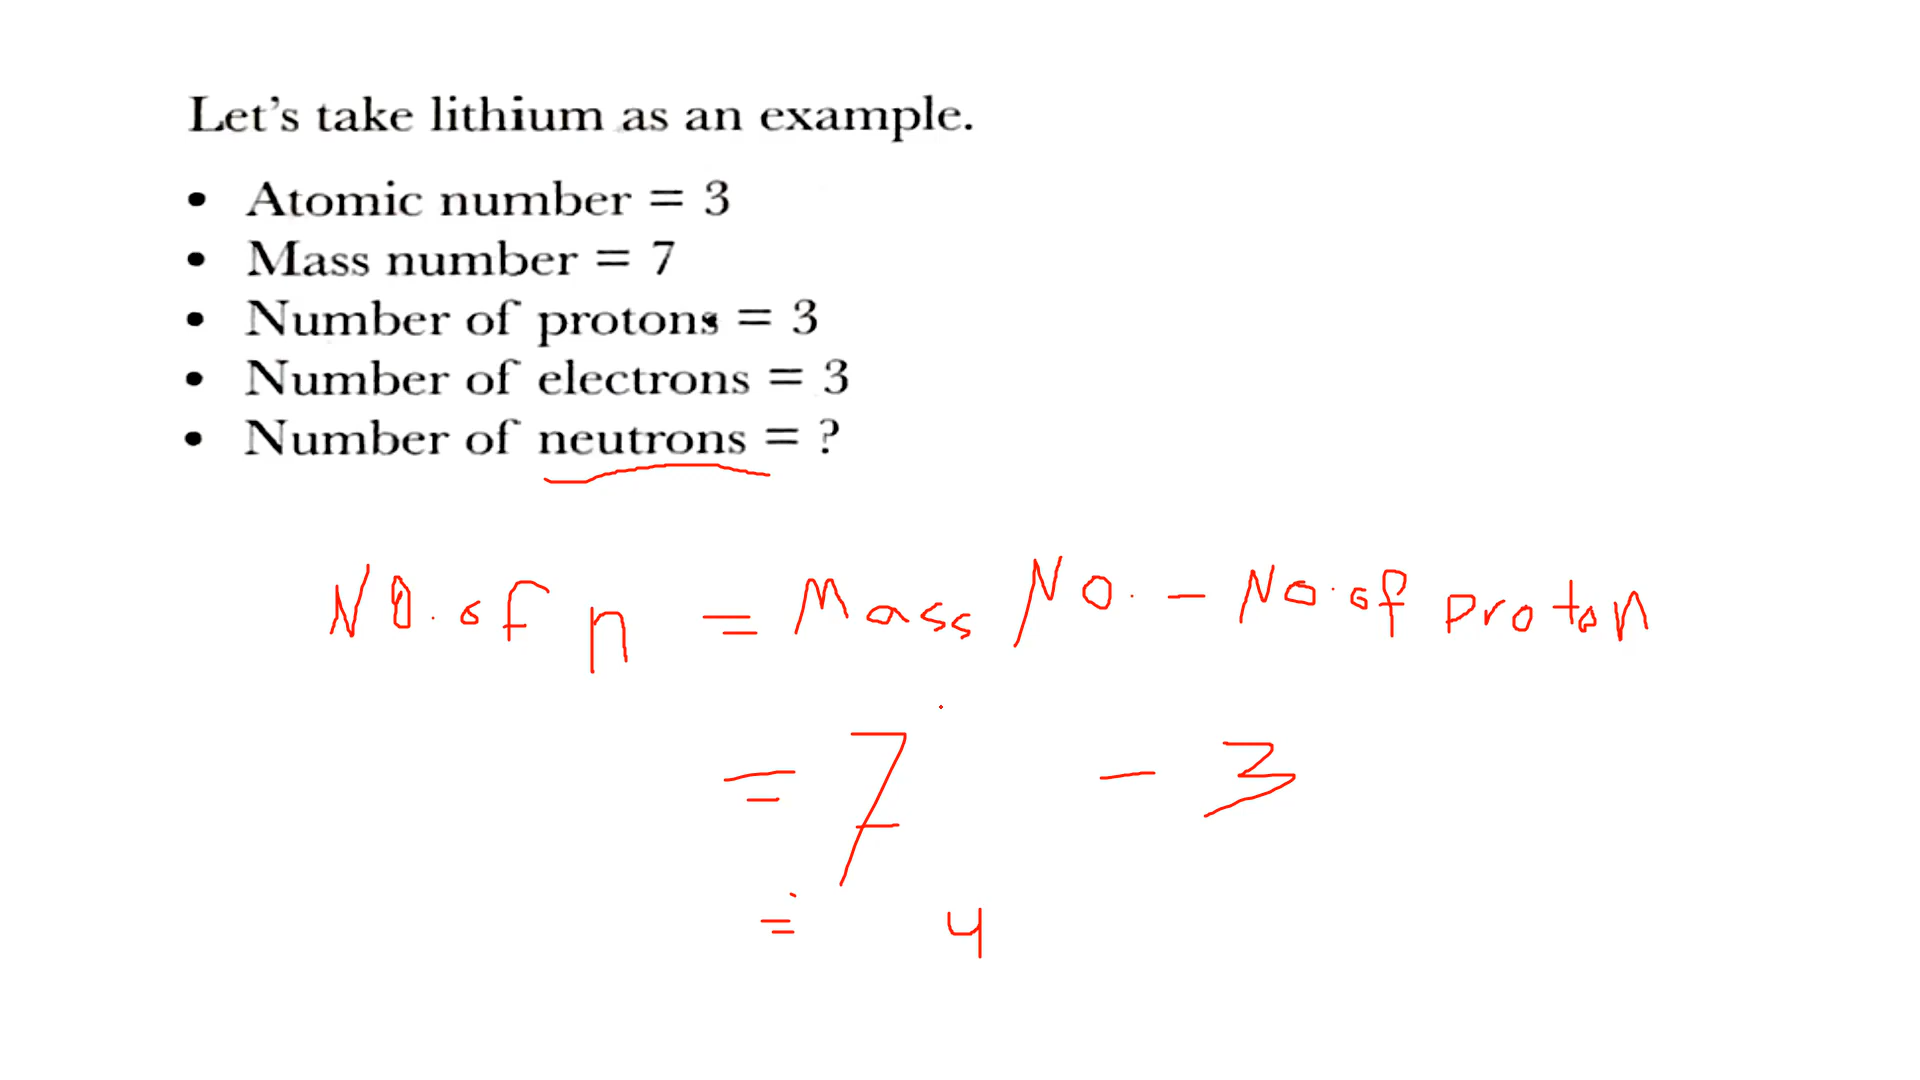 Let's take lithium as an example.
• Atomic number = 3
• Mass number = 7
• Number of protons = 3
• Number of electrons = 3
• Number of neutrons = ?
NO. of n = Mass NO. - NO. of proton
= 7 - 3
= 4